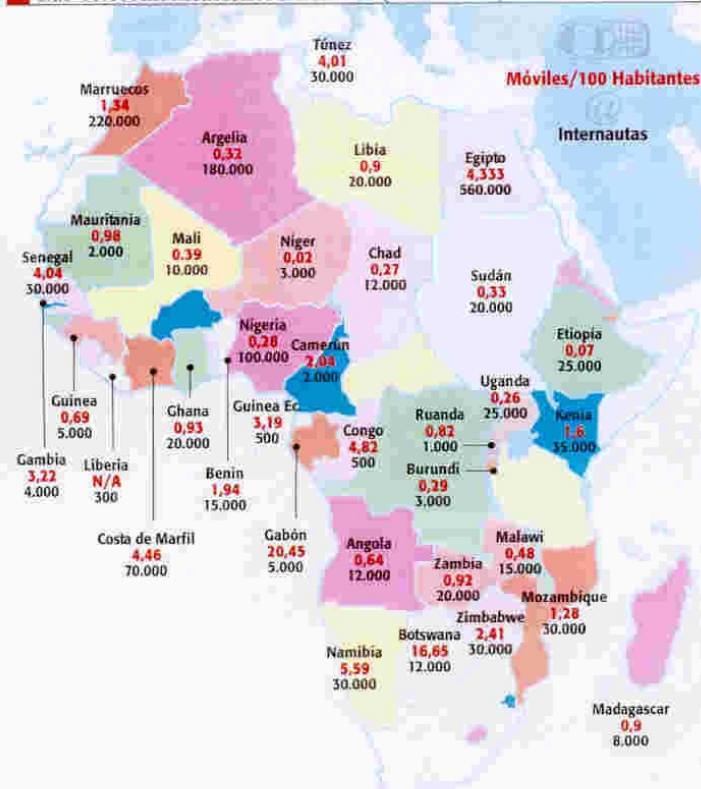 Túnez
4,01
30.000
Móviles/100 Habitantes
@
Internautas
Marruecos
1,34
220.000
Argelia
0,32
180.000
Libia
0,9
20.000
Egipto
4,333
560.000
Mauritania
0,98
2.000
Mali
0.39
10.000
Niger
0,02
3.000
Chad
0,27
12.000
Sudán
0,33
20.000
Senegal
4,04
30.000
Nigeria
0,28
100.000
Camerún
2,04
2.000
Etiopía
0,07
25.000
Guinea
0,69
5.000
Ghana
0,93
20.000
Guinea Ec
3,19
500
Congo
4,82
500
Ruanda
0,82
1.000
Uganda
0,26
25.000
Kenia
1,6
35.000
Gambia
3,22
4.000
Liberia
N/A
300
Benin
1,94
15.000
Burundi
0,29
3.000
Costa de Marfil
4,46
70.000
Gabón
20,45
5.000
Angola
0,64
12.000
Malawi
0,48
15.000
Zambia
0,92
20.000
Mozambique
1,28
30.000
Zimbabwe
2,41
30.000
Botswana
16,65
12.000
Namibia
5,59
30.000
Madagascar
0,9
8.000